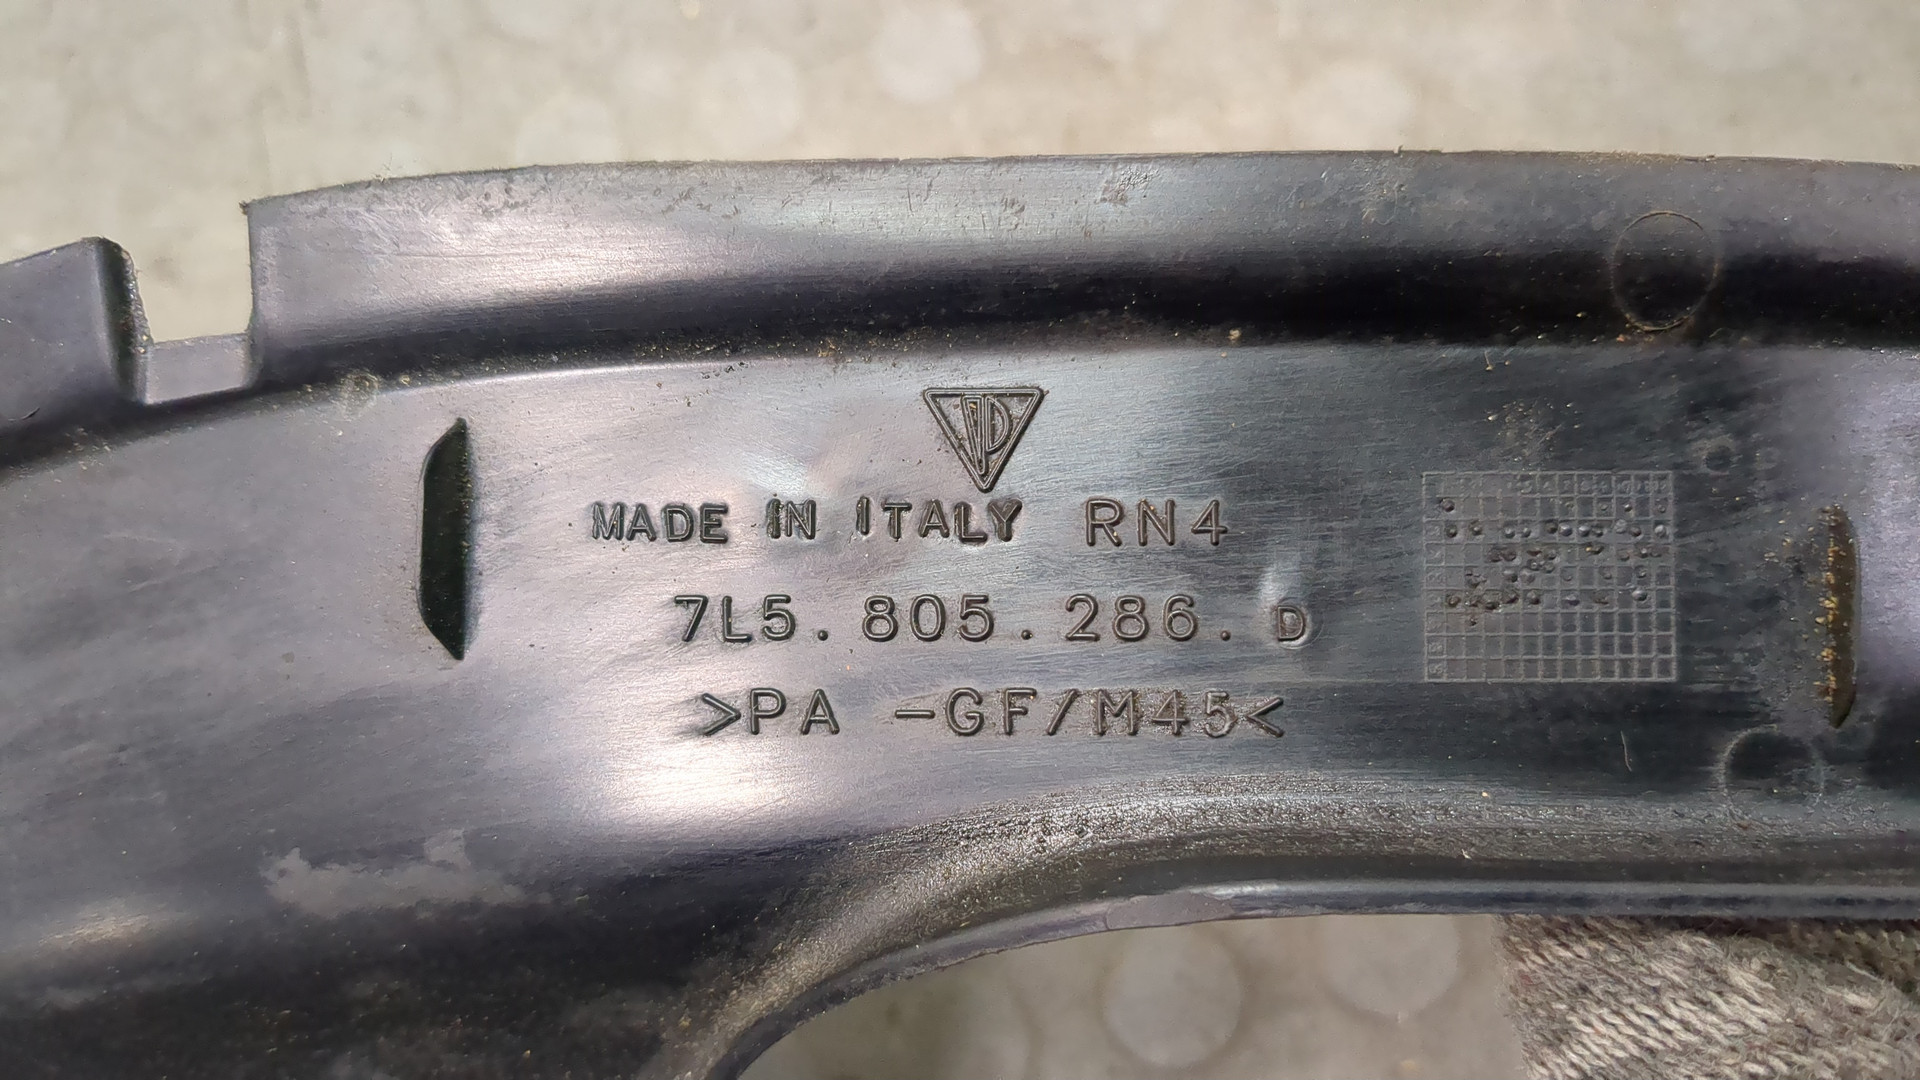 MADE IN ITALY RN4
7L5.805.286.D
>PA -GF/M45<